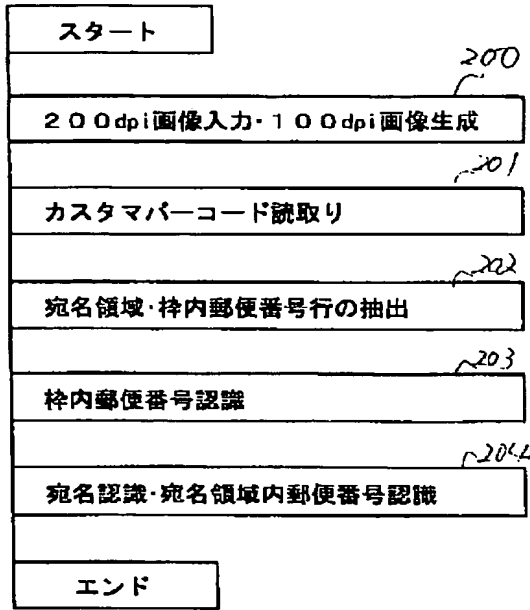 スタート
200
200dpi画像入力・100dpi画像生成
201
カスタマバーコード読取り
202
宛名領域・枠内郵便番号行の抽出
203
枠内郵便番号認識
204
宛名認識・宛名領域内郵便番号認識
エンド